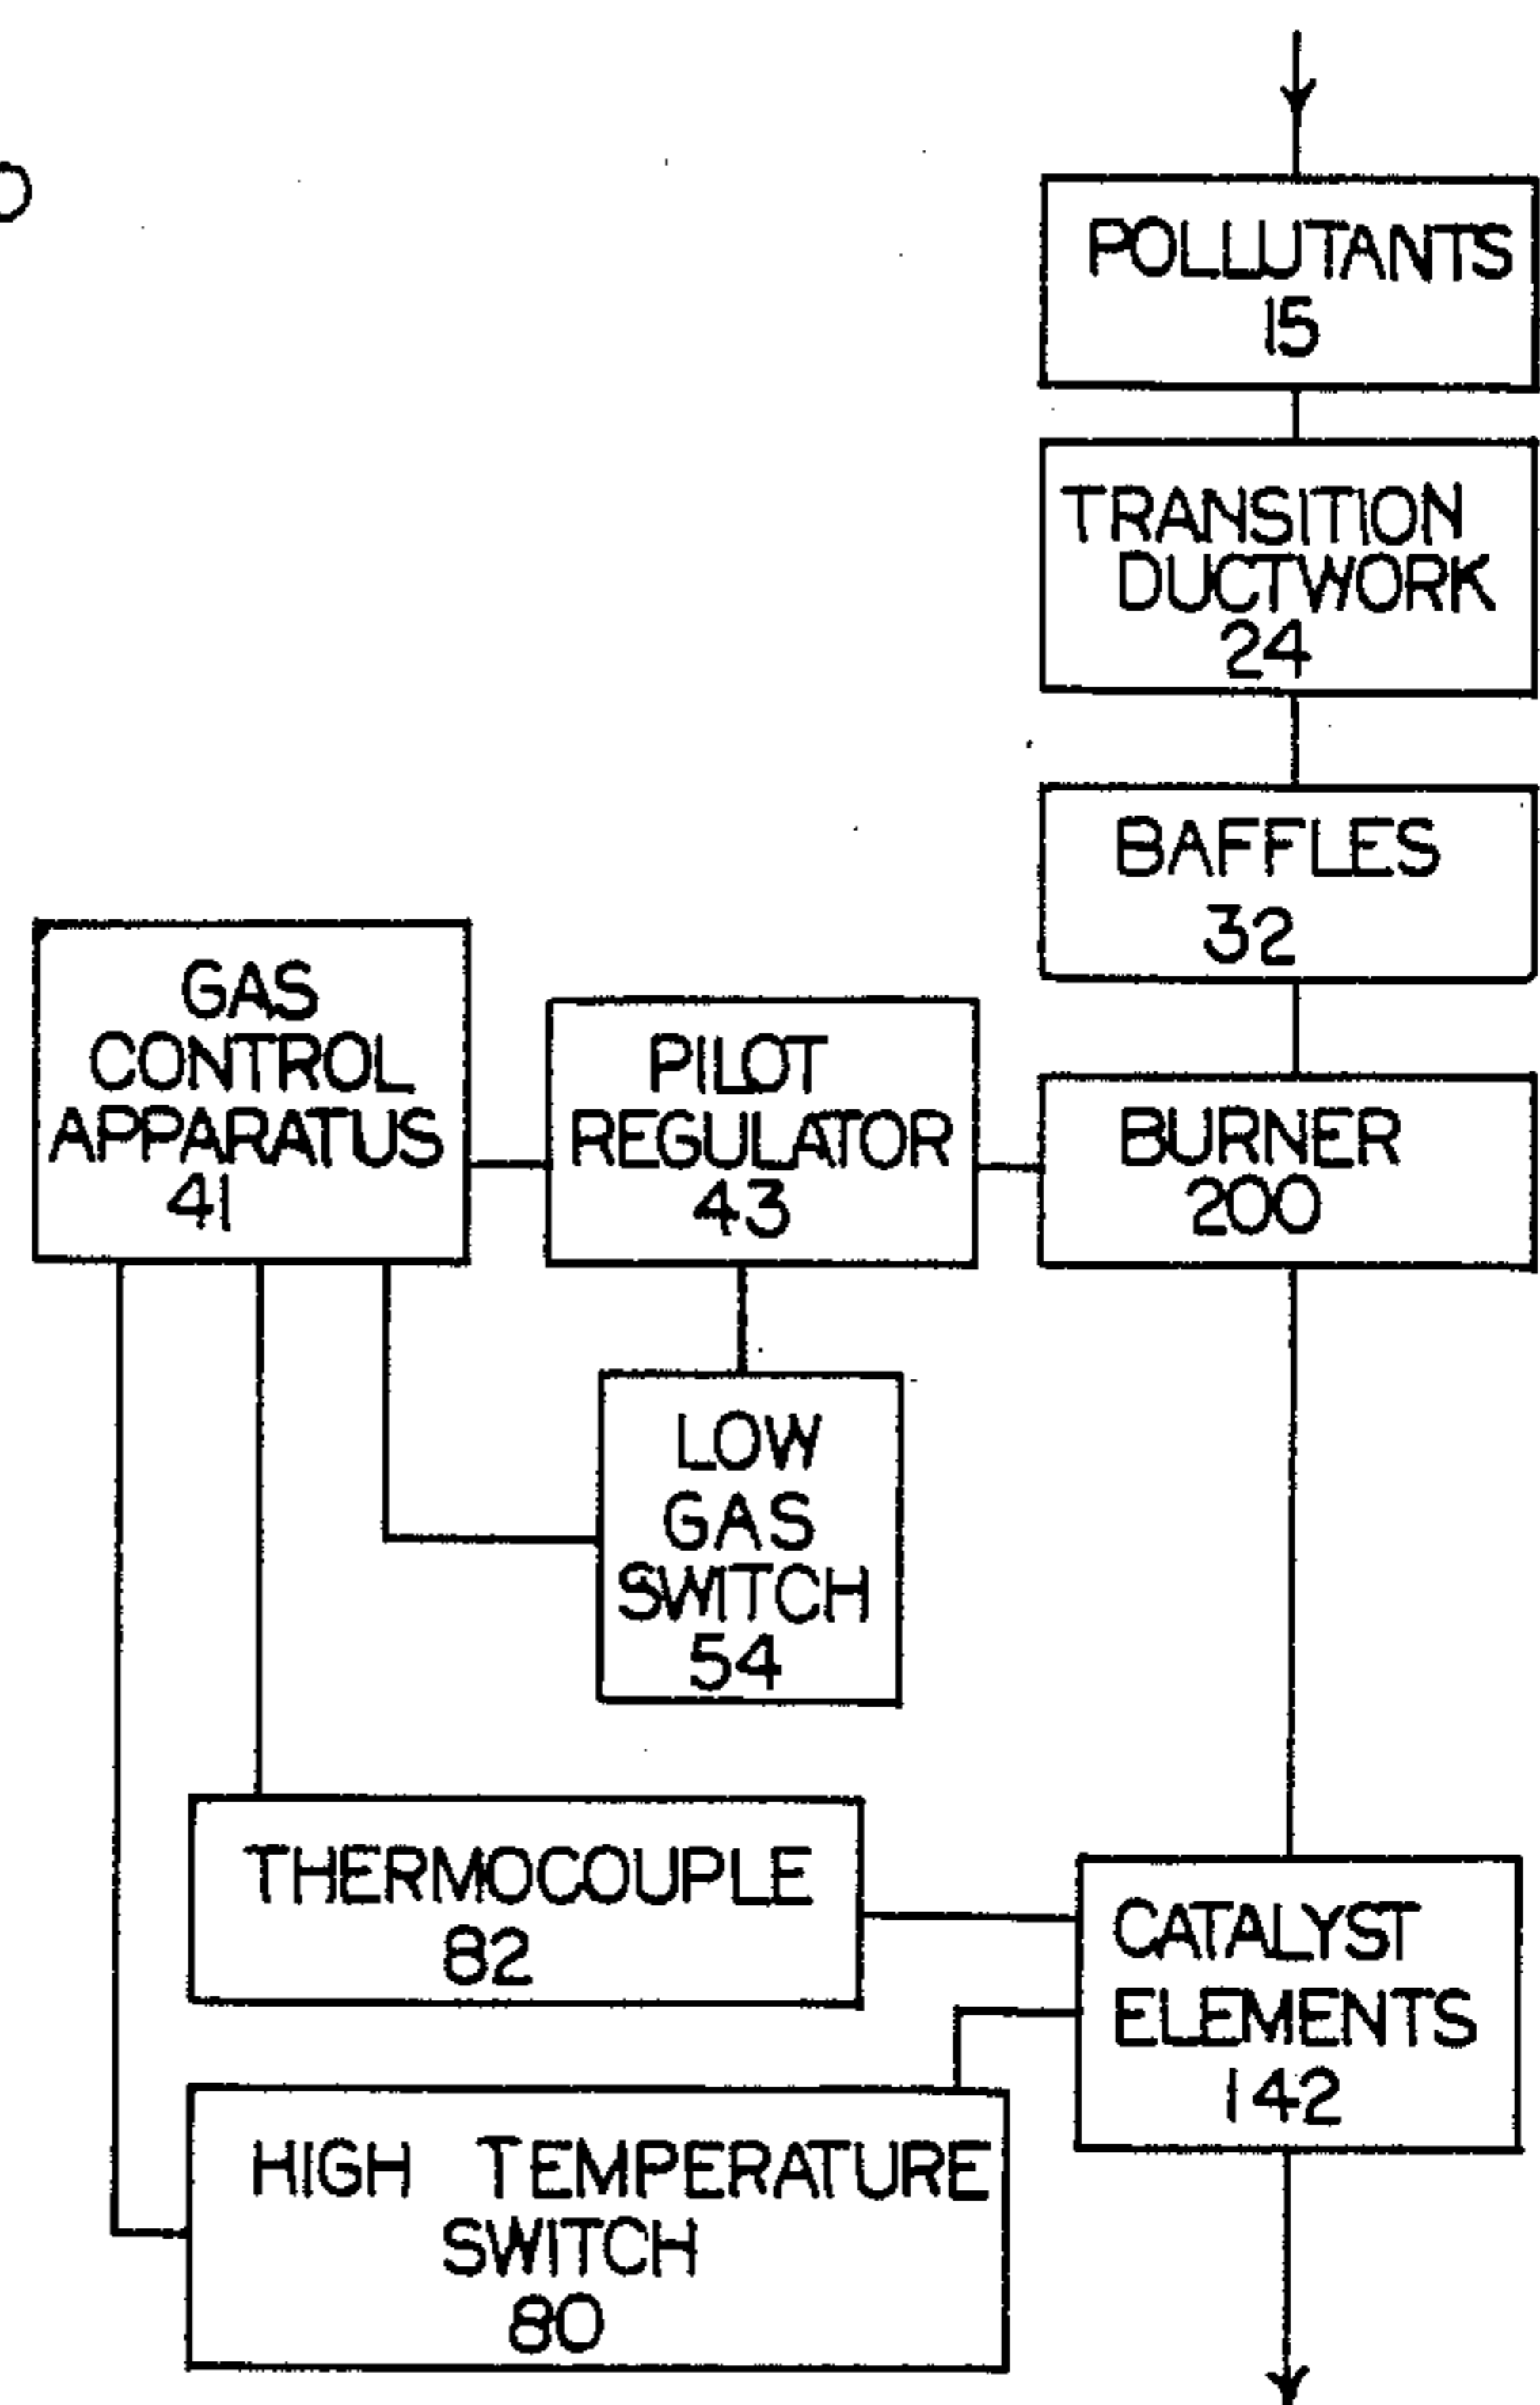 POLLUTANTS
15
TRANSITION
DUCTWORK
24
BAFFLES
32
GAS
CONTROL
APPARATUS
41
PILOT
REGULATOR
43
BURNER
200
LOW
GAS
SWITCH
54
THERMOCOUPLE
82
CATALYST
ELEMENTS
142
HIGH TEMPERATURE
SWITCH
80